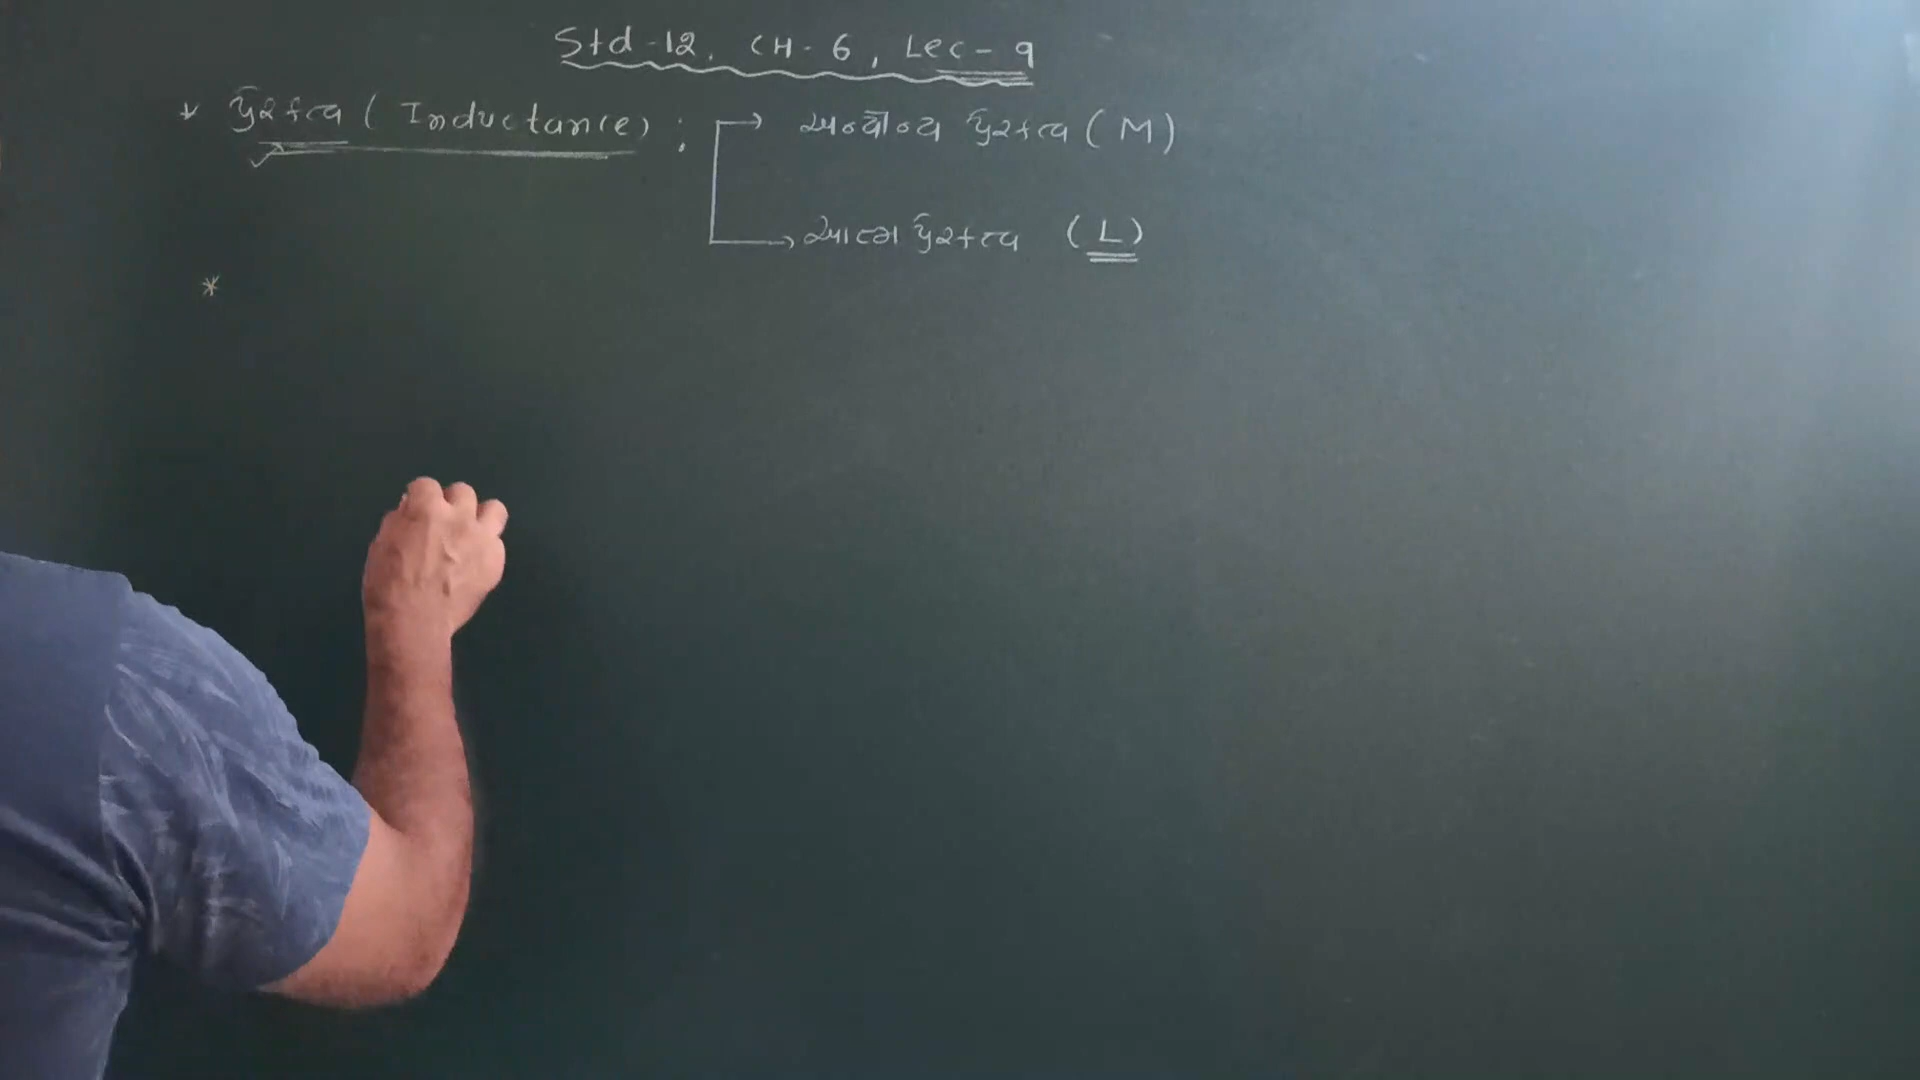 Std-12, CH-6, Lec-9
* પ્રેરકત્વ (Inductance) : → અન્યોન્ય પ્રેરકત્વ (M)
→ આત્મ પ્રેરકત્વ (L)
*